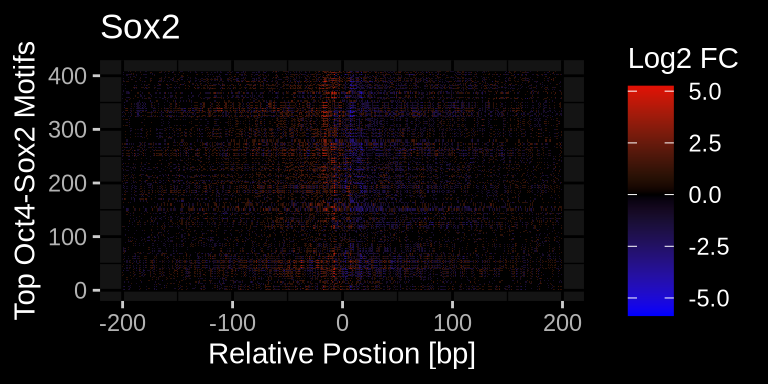 Sox2
Top Oct4-Sox2 Motifs
400
300
200
100
0
-200 -100 0 100 200
Relative Postion [bp]
Log2 FC
5.0
2.5
0.0
-2.5
-5.0